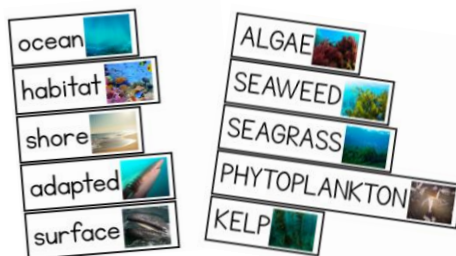 ocean
habitat
shore
adapted
surface
ALGAE
SEAWEED
SEAGRASS
PHYTOPLANKTON
KELP